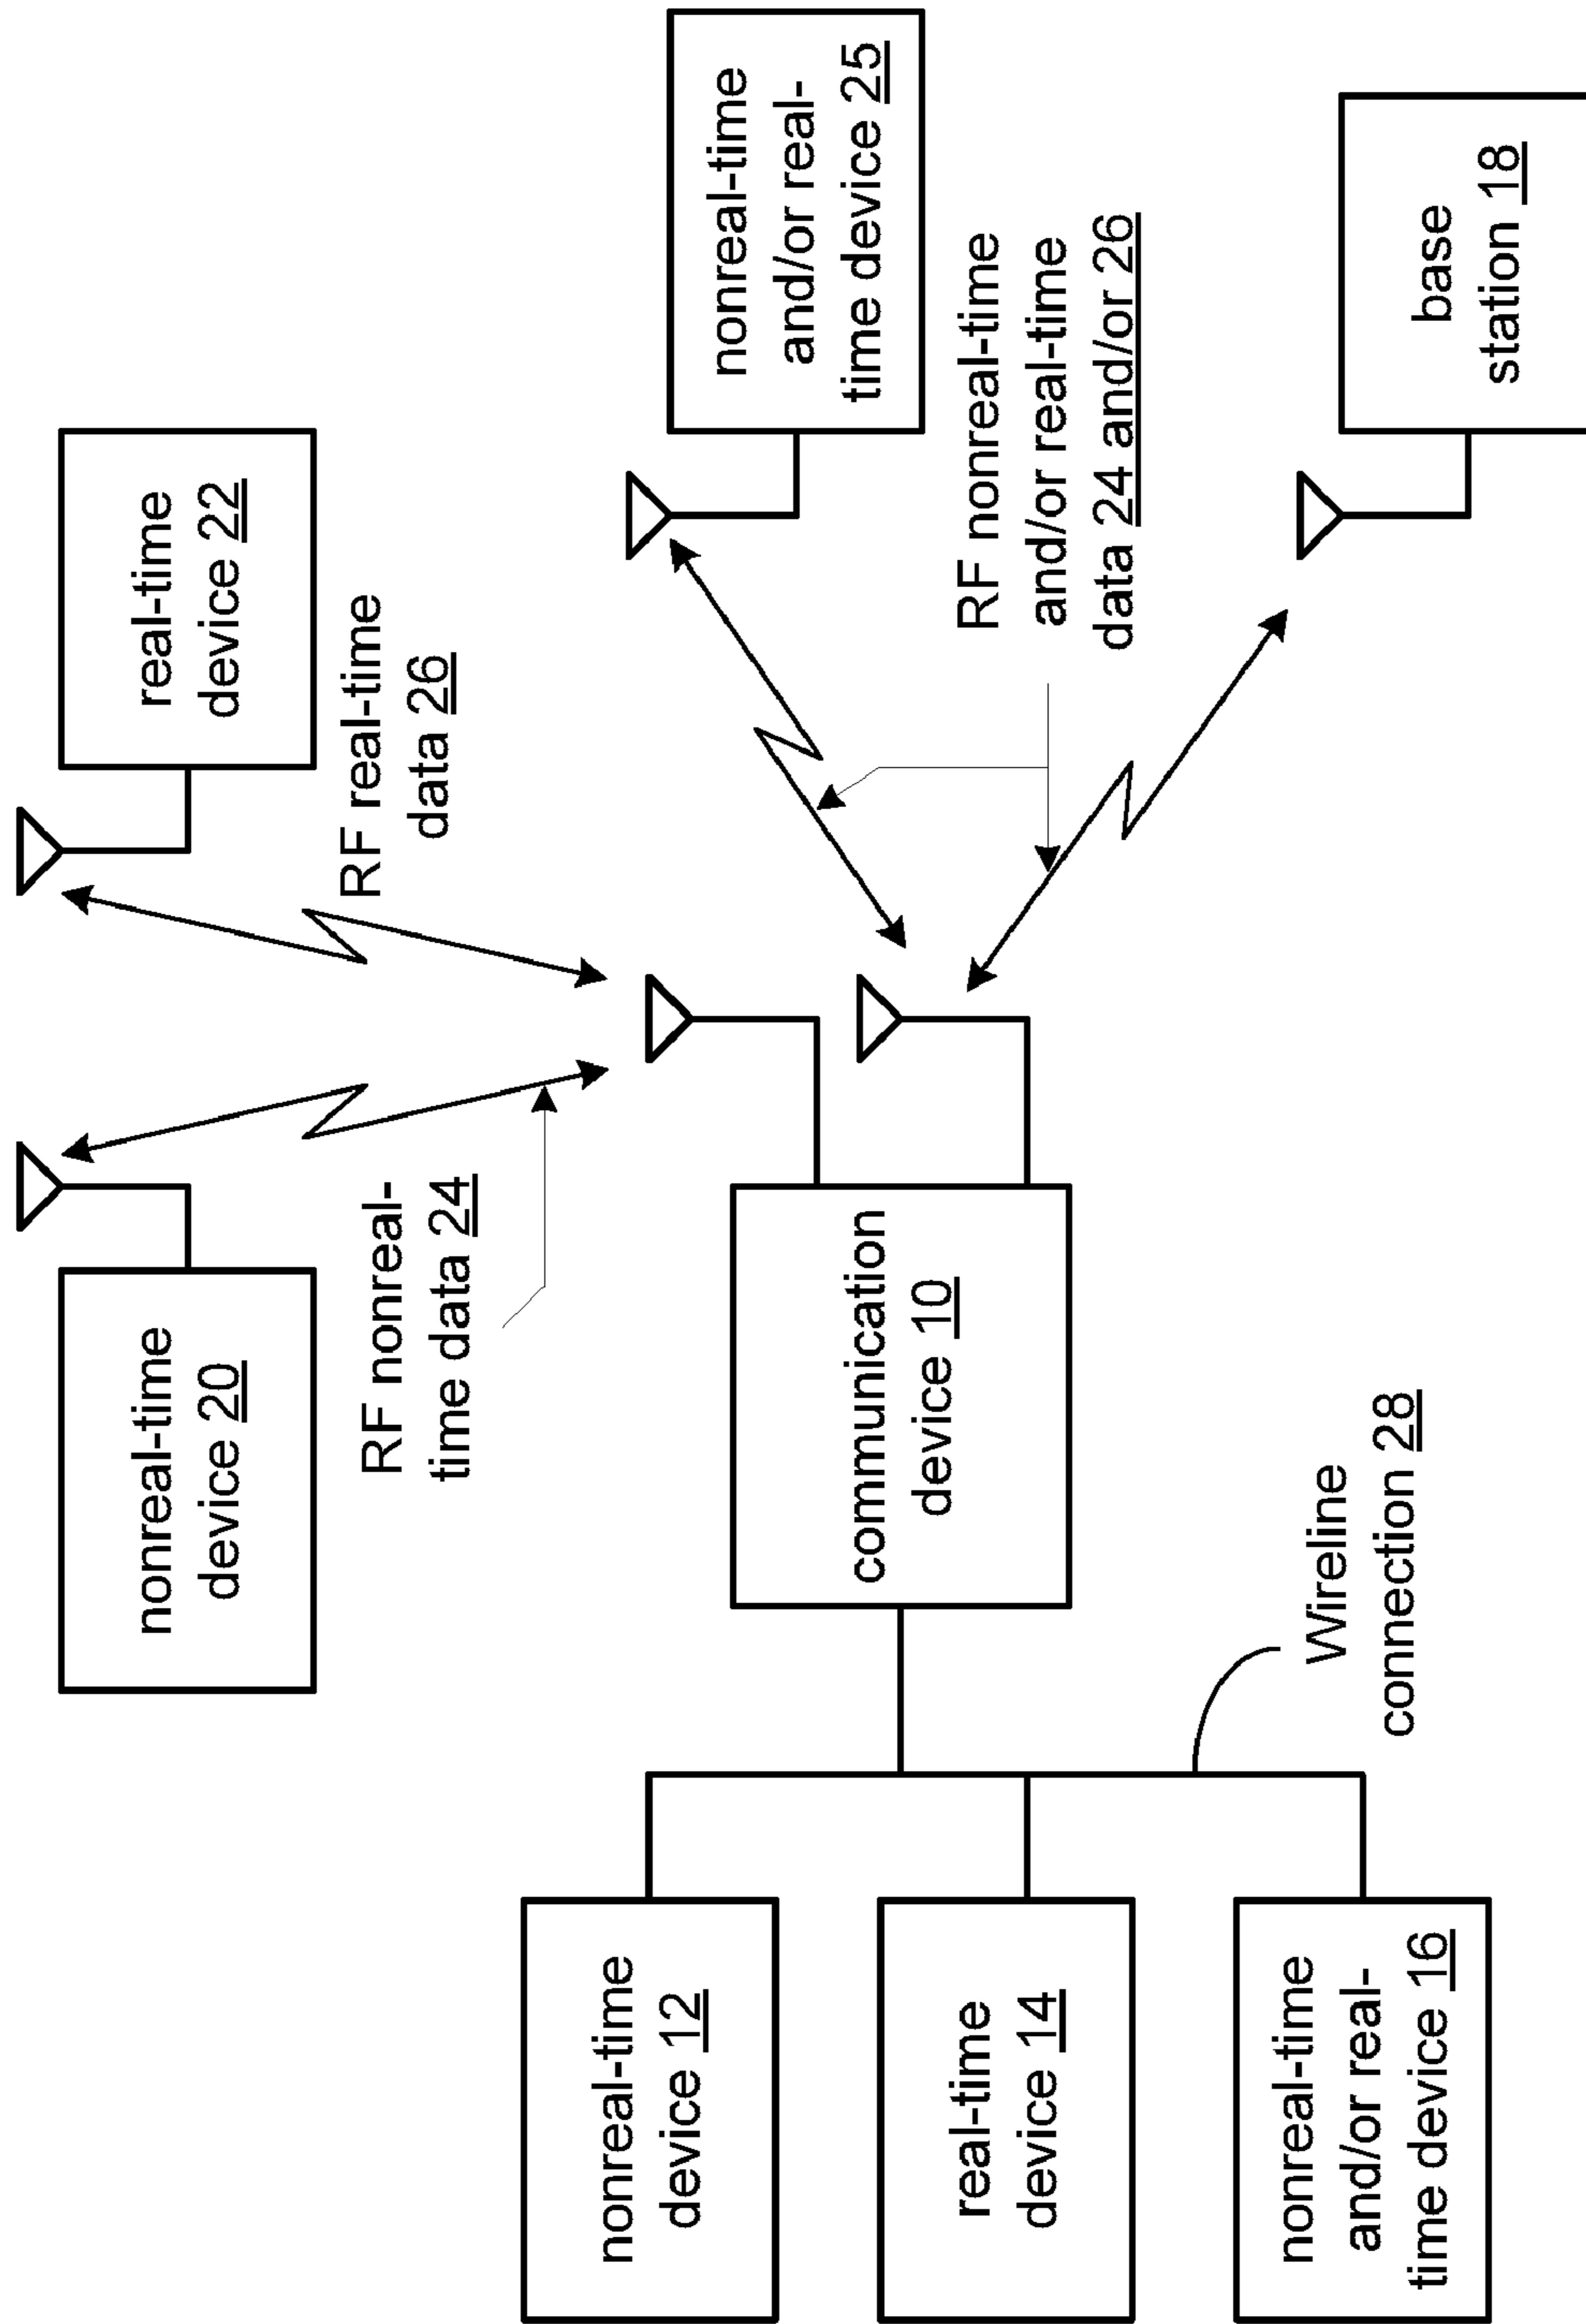 nonreal-time
device 20
real-time
device 22
RF nonreal-
time data 24
RF real-time
data 26
nonreal-time
device 12
communication
device 10
nonreal-time
and/or real-
time device 25
real-time
device 14
RF nonreal-time
and/or real-time
data 24 and/or 26
nonreal-time
and/or real-
time device 16
Wireline
connection 28
base
station 18